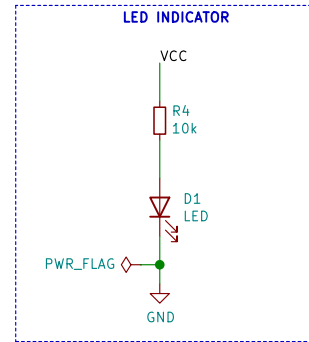 LED INDICATOR
VCC
R4
10k
D1
LED
PWR_FLAG
GND